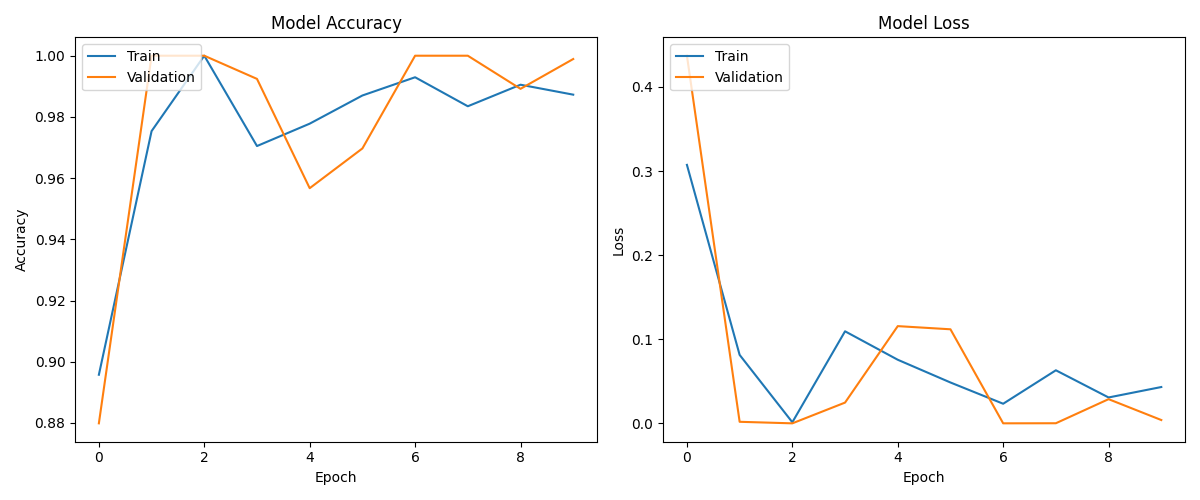 Model Accuracy
Train
Validation
1.00
0.98
0.96
0.94
0.92
0.90
0.88
Accuracy
0 2 4 6 8
Epoch
Model Loss
Train
Validation
0.4
0.3
0.2
0.1
0.0
Loss
0 2 4 6 8
Epoch